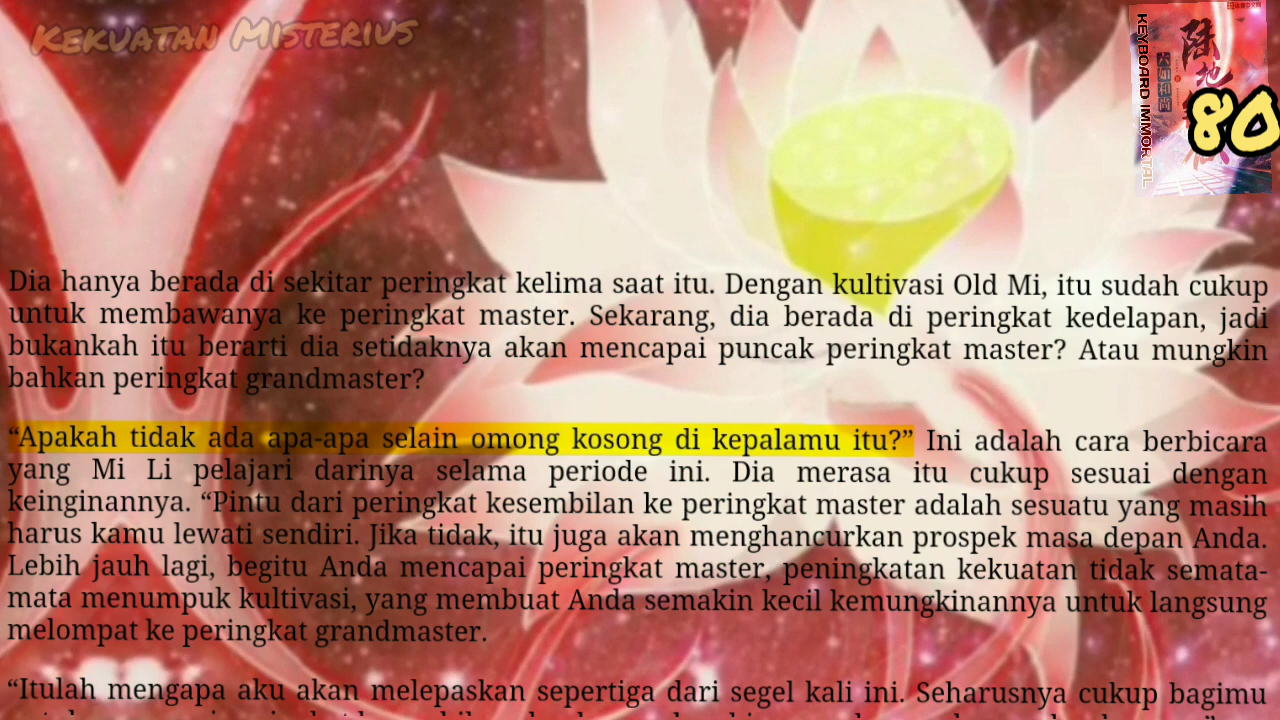 Kekuatan Misterius
KEYBOARD IMMORTAL
80
Dia hanya berada di sekitar peringkat kelima saat itu. Dengan kultivasi Old Mi, itu sudah cukup
untuk membawanya ke peringkat master. Sekarang, dia berada di peringkat kedelapan, jadi
bukankah itu berarti dia setidaknya akan mencapai puncak peringkat master? Atau mungkin
bahkan peringkat grandmaster?
“Apakah tidak ada apa-apa selain omong kosong di kepalamu itu?” Ini adalah cara berbicara
yang Mi Li pelajari darinya selama periode ini. Dia merasa itu cukup sesuai dengan
keinginannya. “Pintu dari peringkat kesembilan ke peringkat master adalah sesuatu yang masih
harus kamu lewati sendiri. Jika tidak, itu juga akan menghancurkan prospek masa depan Anda.
Lebih jauh lagi, begitu Anda mencapai peringkat master, peningkatan kekuatan tidak semata-
mata menumpuk kultivasi, yang membuat Anda semakin kecil kemungkinannya untuk langsung
melompat ke peringkat grandmaster.
“Itulah mengapa aku akan melepaskan sepertiga dari segel kali ini. Seharusnya cukup bagimu